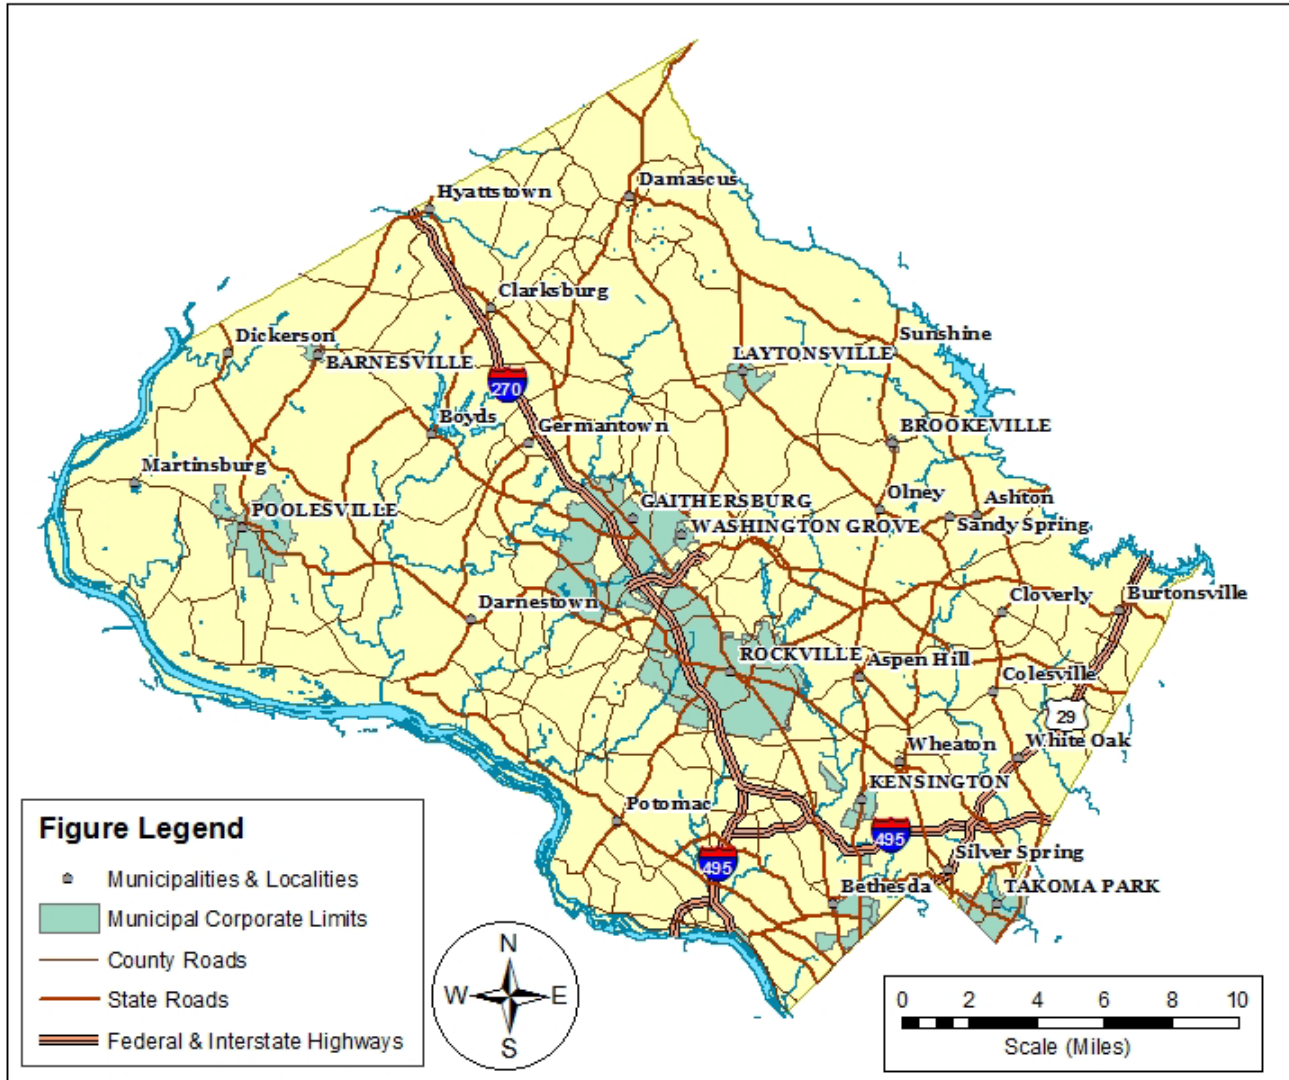 Damascus
Hyattstown
Clarksburg
Sunshine
Dickerson
BARNESVILLE
LAYTONSVILLE
270
Boyds
Germantown
BROOKEVILLE
Martinsburg
POOLESVILLE
GAITHERSBURG
Olney
Ashton
WASHINGTON GROVE
Sandy Spring
Darnestown
Cloverly
Burtonsville
ROCKVILLE
Aspen Hill
Colesville
29
Wheaton
White Oak
KENSINGTON
Potomac
495
495
Silver Spring
Bethesda
TAKOMA PARK
Figure Legend
Municipalities & Localities
Municipal Corporate Limits
County Roads
State Roads
Federal & Interstate Highways
N
W E
S
0 2 4 6 8 10
Scale (Miles)